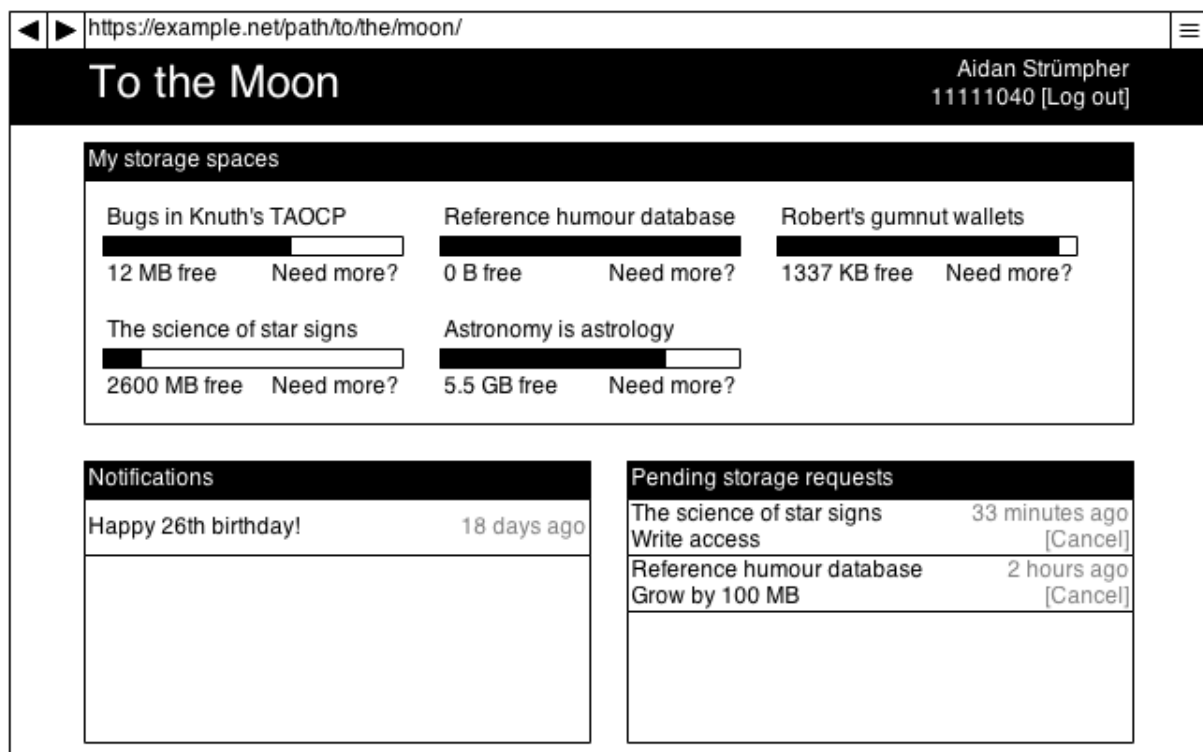 https://example.net/path/to/the/moon/
To the Moon
Aidan Strümpher
11111040 [Log out]
My storage spaces
Bugs in Knuth's TAOCP
12 MB free Need more?
Reference humour database
0 B free Need more?
Robert's gumnut wallets
1337 KB free Need more?
The science of star signs
2600 MB free Need more?
Astronomy is astrology
5.5 GB free Need more?
Notifications
Happy 26th birthday! 18 days ago
Pending storage requests
The science of star signs 33 minutes ago
Write access [Cancel]
Reference humour database 2 hours ago
Grow by 100 MB [Cancel]